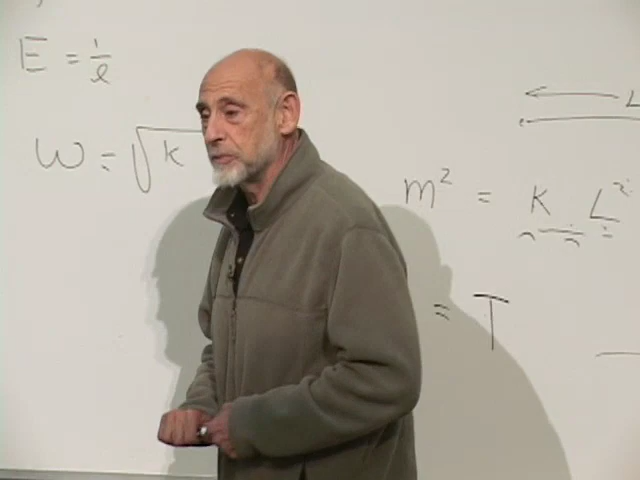 E = 1/l
ω = √K
L
m² = K L²
= T